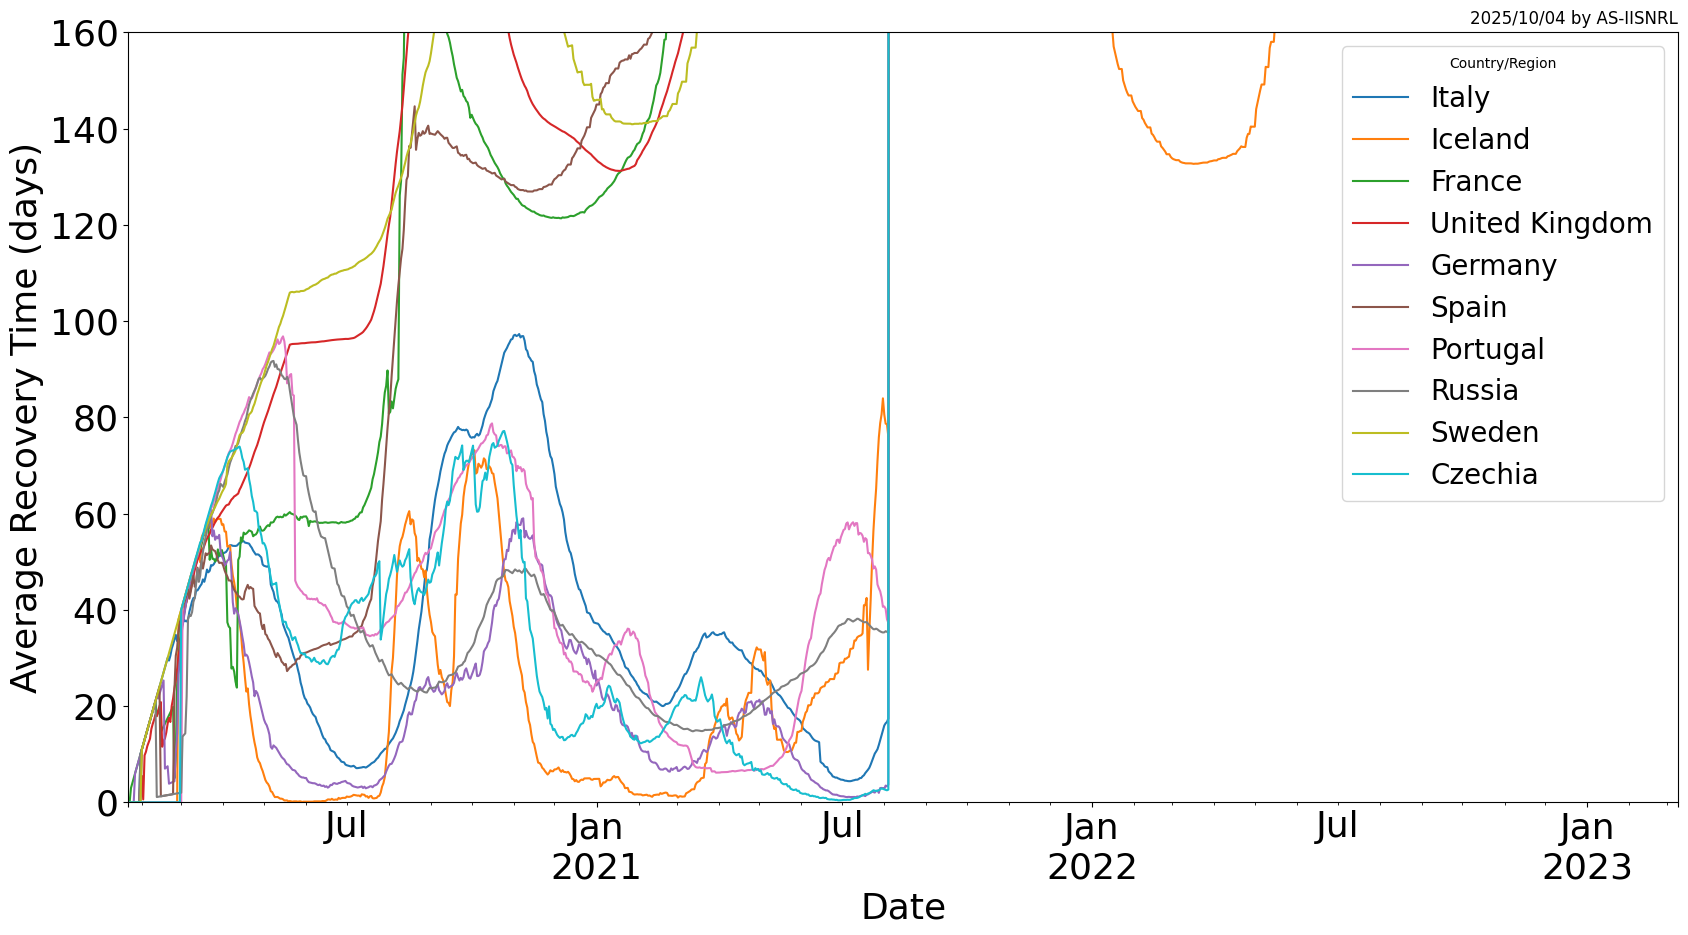 2025/10/04 by AS-IISNRL
Average Recovery Time (days)
160
140
120
100
80
60
40
20
0
Country/Region
Italy
Iceland
France
United Kingdom
Germany
Spain
Portugal
Russia
Sweden
Czechia
Jul
Jan
2021
Jul
Jan
2022
Jul
Jan
2023
Date